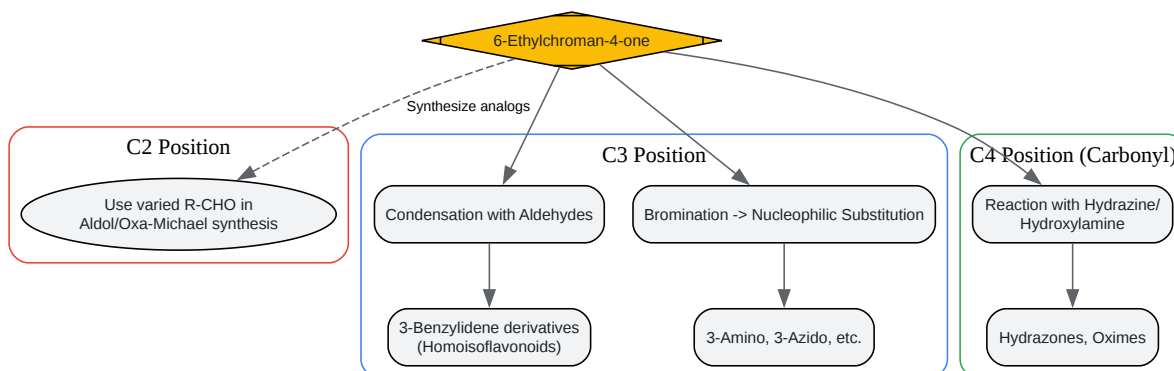 6-Ethylchroman-4-one
Synthesize analogs
C2 Position
Use varied R-CHO in
Aldol/Oxa-Michael synthesis
C3 Position
Condensation with Aldehydes
Bromination -> Nucleophilic Substitution
3-Benzylidene derivatives
(Homoisoflavonoids)
3-Amino, 3-Azido, etc.
C4 Position (Carbonyl)
Reaction with Hydrazine/
Hydroxylamine
Hydrazones, Oximes